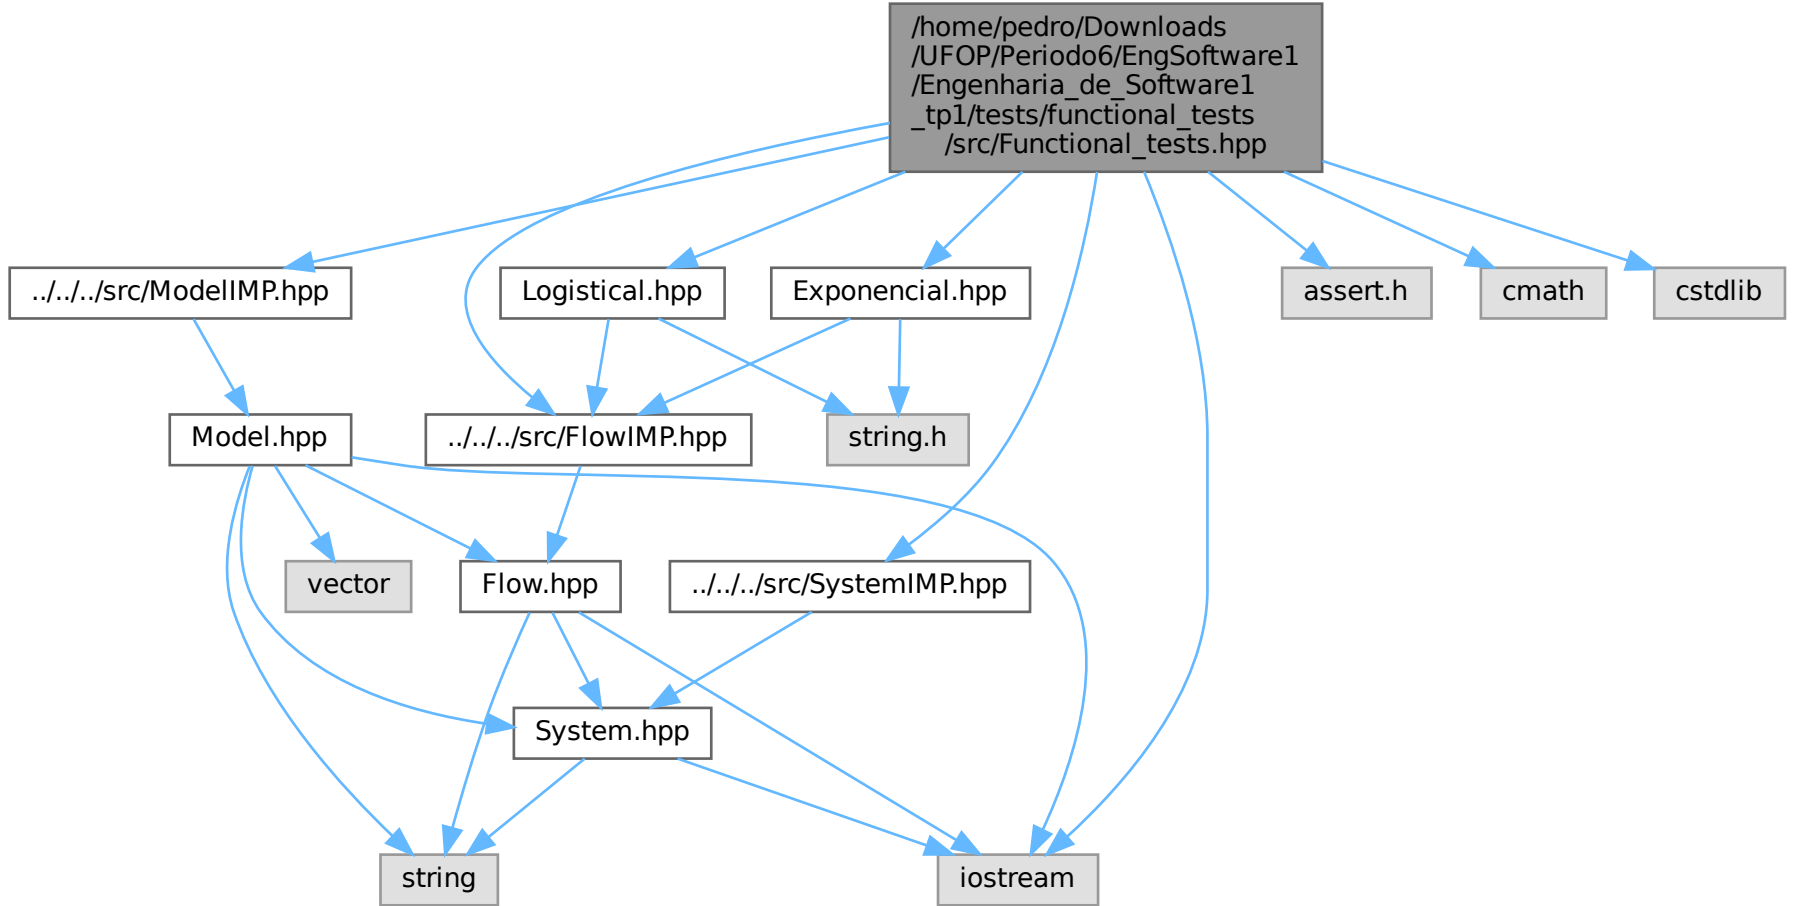 /home/pedro/Downloads
/UFOP/Periodo6/EngSoftware1
/Engenharia_de_Software1
_tp1/tests/functional_tests
/src/Functional_tests.hpp
../../../src/ModelIMP.hpp
Logistical.hpp
Exponencial.hpp
assert.h
cmath
cstdlib
Model.hpp
../../../src/FlowIMP.hpp
string.h
vector
Flow.hpp
../../../src/SystemIMP.hpp
System.hpp
string
iostream